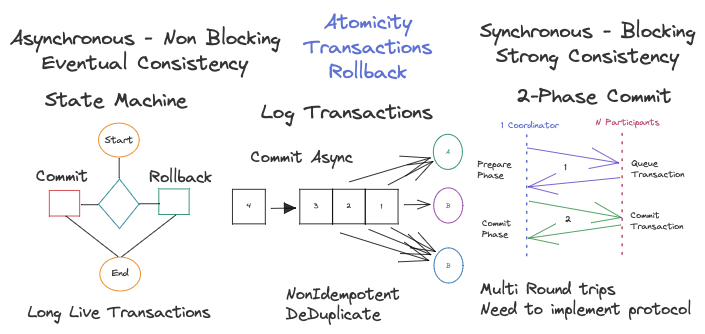 Asynchronous - Non Blocking
Eventual Consistency
State Machine
Start
Commit
Rollback
End
Long Live Transactions
Atomicity
Transactions
Rollback
Log Transactions
Commit Async
4
3
2
1
A
B
B
NonIdempotent
DeDuplicate
Synchronous - Blocking
Strong Consistency
2-Phase Commit
1 Coordinator
N Participants
Prepare
Phase
1
Queue
Transaction
Commit
Phase
2
Commit
Transaction
Multi Round trips
Need to implement protocol